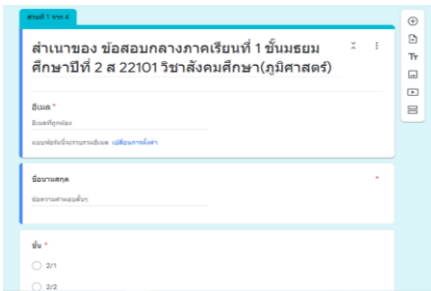 ส่วนที่ 1 จาก 4
สำเนาของ ข้อสอบกลางภาคเรียนที่ 1 ชั้นมัธยม
ศึกษาปีที่ 2 ส 22101 วิชาสังคมศึกษา(ภูมิศาสตร์)
อีเมล *
อีเมลที่ถูกต้อง
แบบฟอร์มนี้จะรวบรวมอีเมล เปลี่ยนการตั้งค่า
ชื่อนามสกุล *
ข้อความคำตอบสั้นๆ
ชั้น *
2/1
2/2
Tт